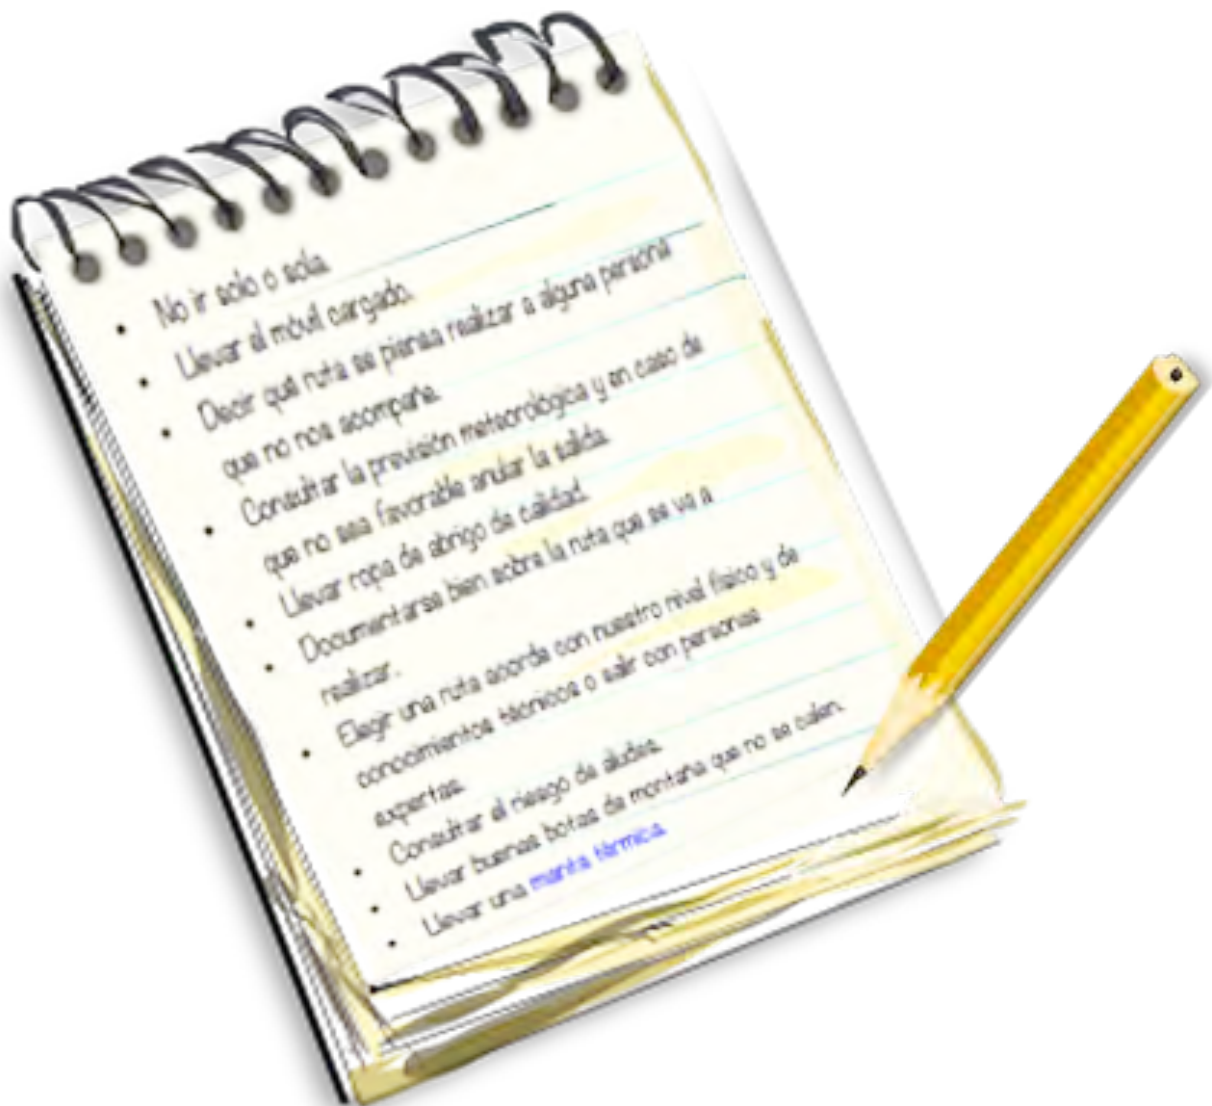 No ir solo o sola.
Llevar el móvil cargado.
Decir que ruta se piensa realizar a alguna persona
que no nos acompañe.
Consultar la previsión meteorológica y en caso de
que no sea favorable anular la salida.
Llevar ropa de abrigo de calidad.
Documentarse bien sobre la ruta que se va a
realizar.
Elegir una ruta acorde con nuestro nivel físico y de
conocimientos técnicos o salir con personas
expertas.
Consultar el riesgo de aludes.
Llevar buenas botas de montaña que no se calen.
Llevar una manta térmica.